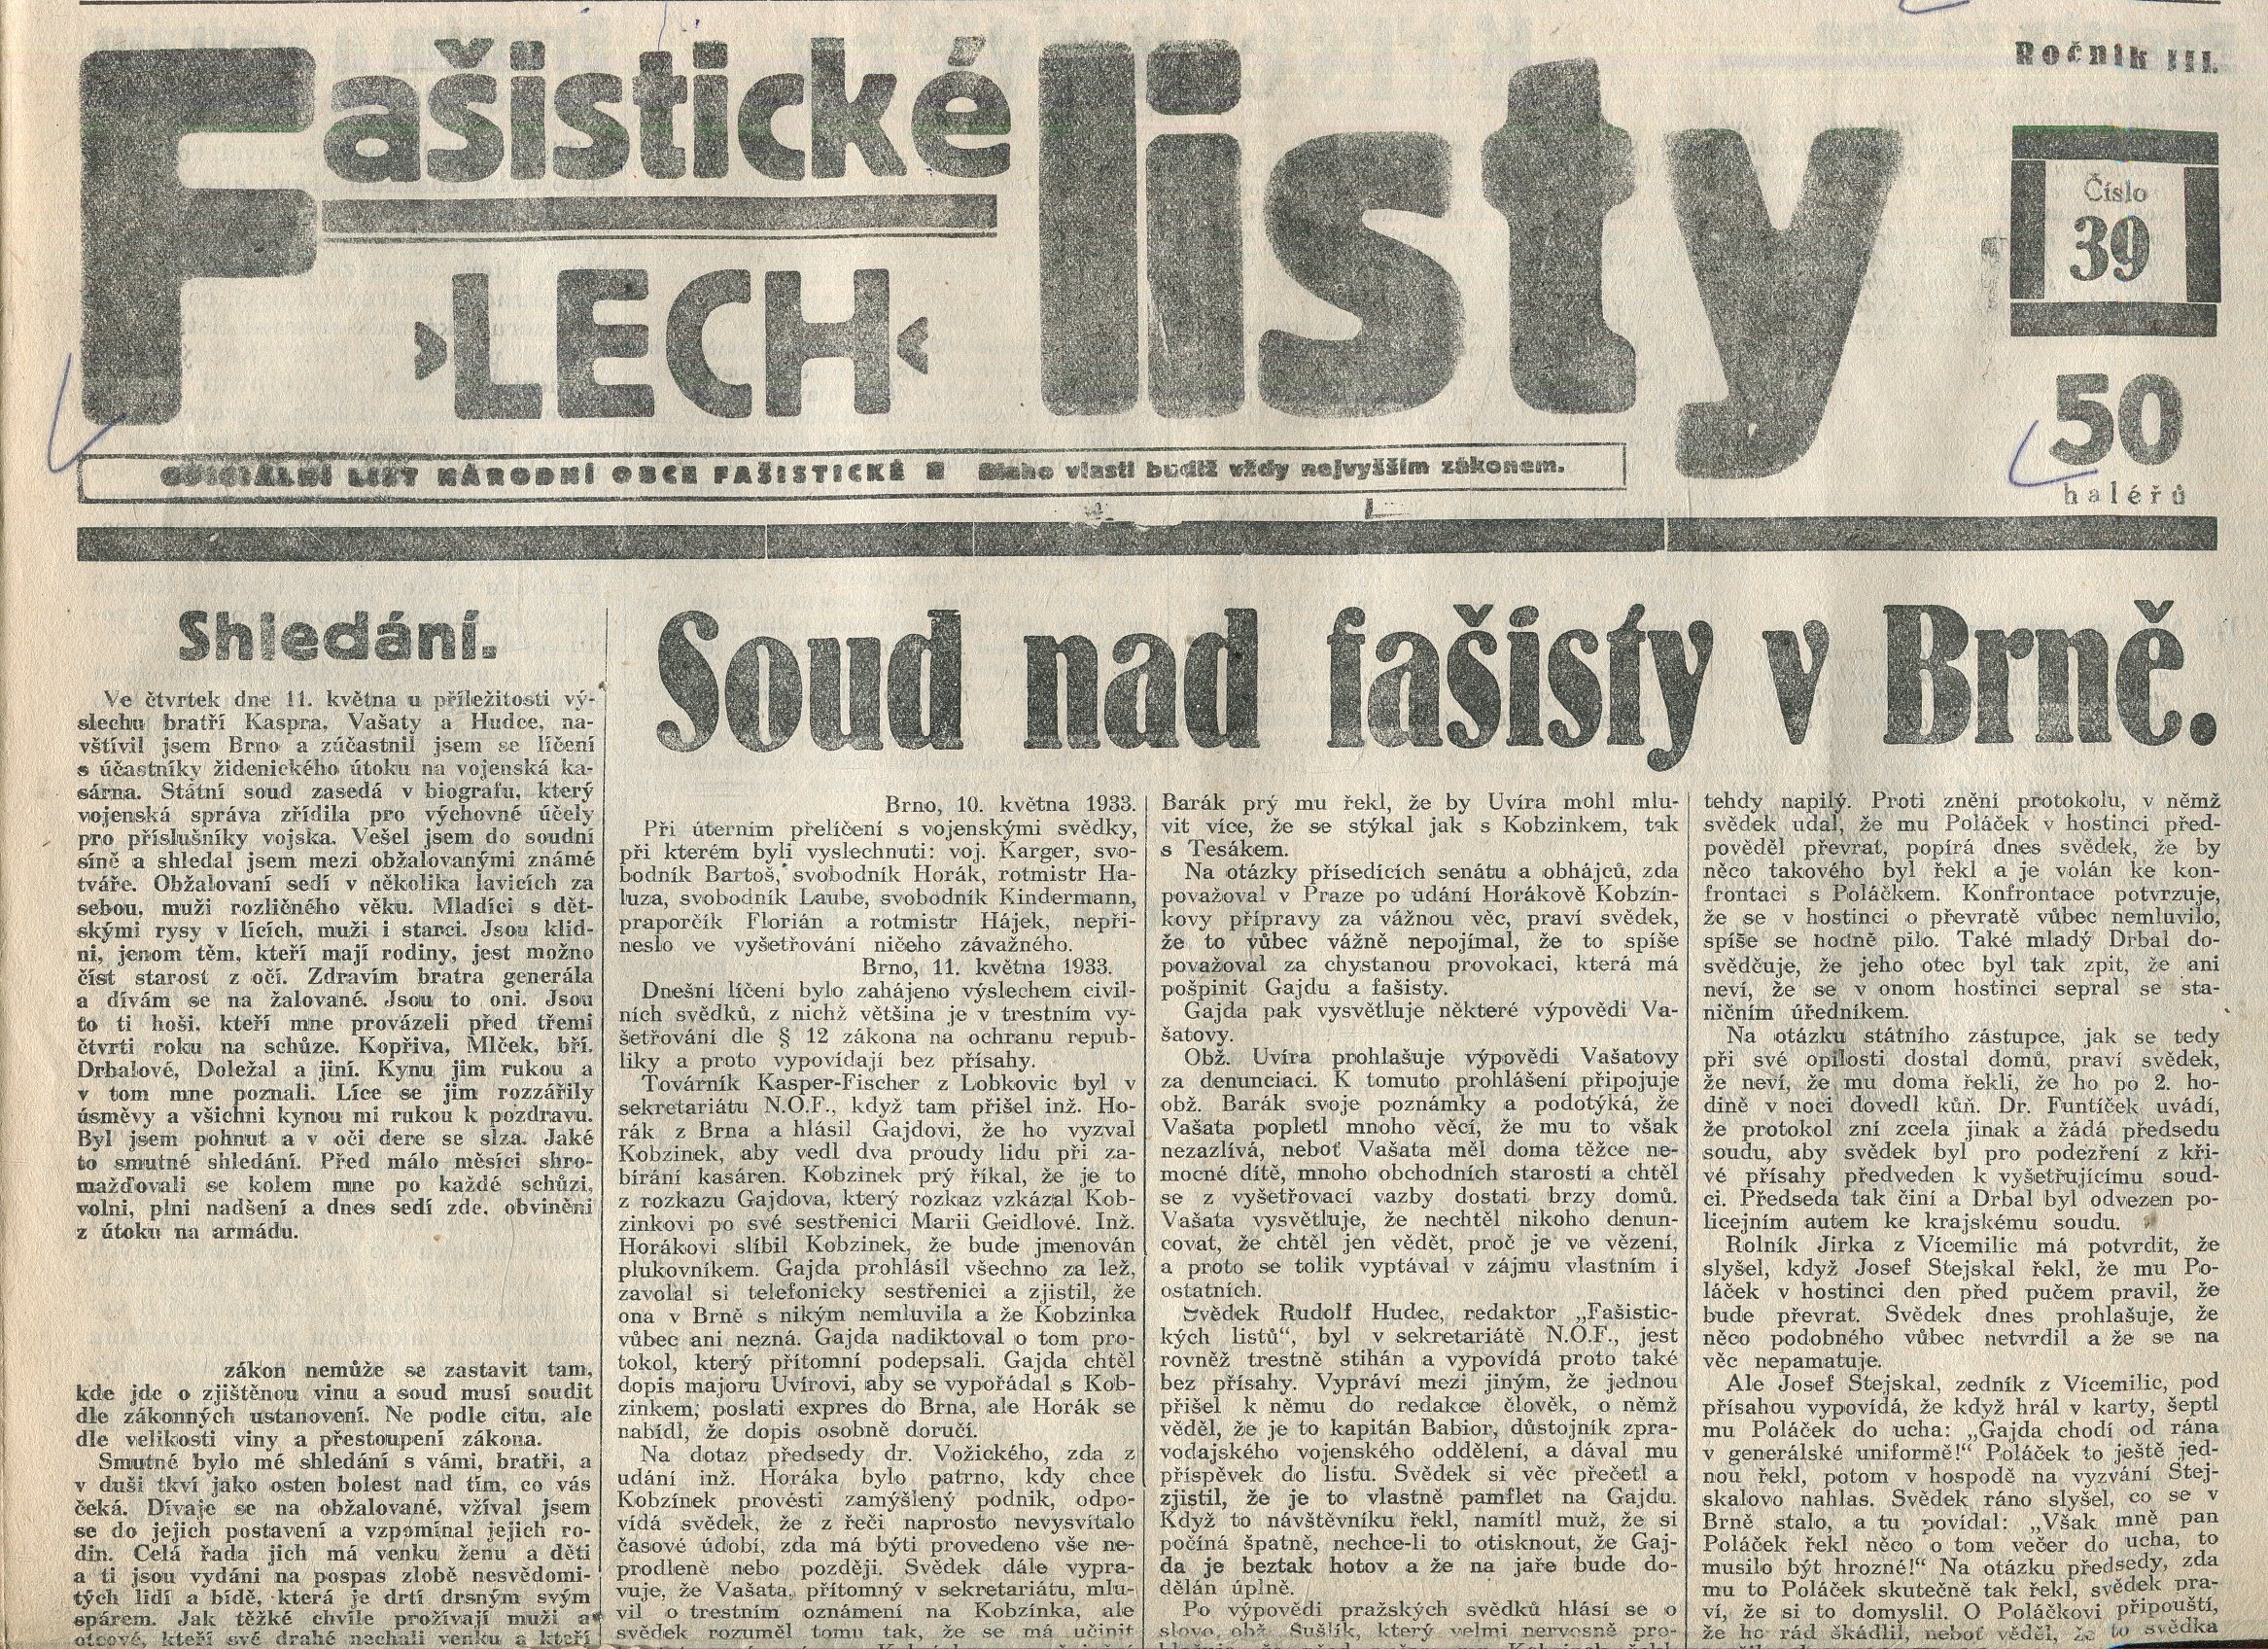 Ročník III.
Fašistické listy
›LECH‹
Číslo
39
50
haléřů
OFICIÁLNÍ LIST NÁRODNÍ OBCE FAŠISTICKÉ Blaho vlasti budiž vždy nejvyšším zákonem.
Shledání.
Ve čtvrtek dne 11. května u příležitosti vý-
slechu bratří Kaspra, Vašaty a Hudce, na-
vštívil jsem Brno a zúčastnil jsem se líčení
s účastníky židenického útoku na vojenská ka-
sárna. Státní soud zasedá v biografu, který
vojenská správa zřídila pro výchovné účely
pro příslušníky vojska. Vešel jsem do soudní
síně a shledal jsem mezi obžalovanými známé
tváře. Obžalovaní sedí v několika lavicích za
sebou, muži rozličného věku. Mladíci s dět-
skými rysy v lících, muži i starci. Jsou klid-
ni, jenom těm, kteří mají rodiny, jest možno
číst starost z očí. Zdravím bratra generála
a dívám se na žalované. Jsou to oni. Jsou
to ti hoši, kteří mne provázeli před třemi
čtvrti roku na schůze. Kopřiva, Mlček, bří.
Drbalové, Doležal a jiní. Kynu jim rukou a
v tom mne poznali. Líce se jim rozzářily
úsměvy a všichni kynou mi rukou k pozdravu.
Byl jsem pohnut a v oči dere se slza. Jaké
to smutné shledání. Před málo měsíci shro-
mažďovali se kolem mne po každé schůzi,
volni, plni nadšení a dnes sedí zde, obviněni
z útoku na armádu.
zákon nemůže se zastavit tam,
kde jde o zjištěnou vinu a soud musí soudit
dle zákonných ustanovení. Ne podle citu, ale
dle velikosti viny a přestoupení zákona.
Smutné bylo mé shledání s vámi, bratři, a
v duši tkví jako osten bolest nad tím, co vás
čeká. Dívaje se na obžalované, vžíval jsem
se do jejich postavení a vzpomínal jejich ro-
din. Celá řada jich má venku ženu a děti
a ti jsou vydáni na pospas zlobě nesvědomi-
tých lidí a bídě, která je drtí drsným svým
spárem. Jak těžké chvíle prožívají muži a
otcové, kteří své drahé nechali venku a kteří
Soud nad fašisty v Brně.
Brno, 10. května 1933.
Při úterním přelíčení s vojenskými svědky,
při kterém byli vyslechnuti: voj. Karger, svo-
bodník Bartoš, svobodník Horák, rotmistr Ha-
luza, svobodník Laube, svobodník Kindermann,
praporčík Florián a rotmistr Hájek, nepři-
neslo ve vyšetřování ničeho závažného.
Brno, 11. května 1933.
Dnešní líčení bylo zahájeno výslechem civil-
ních svědků, z nichž většina je v trestním vy-
šetřování dle § 12 zákona na ochranu repub-
liky a proto vypovídají bez přísahy.
Továrník Kasper-Fischer z Lobkovic byl v
sekretariátu N.O.F., když tam přišel inž. Ho-
rák z Brna a hlásil Gajdovi, že ho vyzval
Kobzinek, aby vedl dva proudy lidu při za-
bírání kasáren. Kobzinek prý říkal, že je to
z rozkazu Gajdova, který rozkaz vzkázal Kob-
zinkovi po své sestřenici Marii Geidlové. Inž.
Horákovi slíbil Kobzinek, že bude jmenován
plukovníkem. Gajda prohlásil všechno za lež,
zavolal si telefonicky sestřenici a zjistil, že
ona v Brně s nikým nemluvila a že Kobzinka
vůbec ani nezná. Gajda nadiktoval o tom pro-
tokol, který přítomní podepsali. Gajda chtěl
dopis majoru Uvírovi, aby se vypořádal s Kob-
zinkem, poslati expres do Brna, ale Horák se
nabídl, že dopis osobně doručí.
Na dotaz předsedy dr. Vožického, zda z
udání inž. Horáka bylo patrno, kdy chce
Kobzínek provésti zamýšlený podnik, odpo-
vídá svědek, že z řeči naprosto nevysvítalo
časové údobí, zda má býti provedeno vše ne-
prodleně nebo později. Svědek dále vypra-
vuje, že Vašata, přítomný v sekretariátu, mlu-
vil o trestním oznámení na Kobzínka, ale
svědek rozuměl tomu tak, že se má učinit
Barák prý mu řekl, že by Uvíra mohl mlu-
vit více, že se stýkal jak s Kobzinkem, tak
s Tesákem.
Na otázky přísedících senátu a obhájců, zda
považoval v Praze po udání Horákově Kobzín-
kovy přípravy za vážnou věc, praví svědek,
že to vůbec vážně nepojímal, že to spíše
považoval za chystanou provokaci, která má
pošpinit Gajdu a fašisty.
Gajda pak vysvětluje některé výpovědi Va-
šatovy.
Obž. Uvíra prohlašuje výpovědi Vašatovy
za denunciaci. K tomuto prohlášení připojuje
obž. Barák svoje poznámky a podotýká, že
Vašata popletl mnoho věcí, že mu to však
nezazlívá, neboť Vašata měl doma těžce ne-
mocné dítě, mnoho obchodních starostí a chtěl
se z vyšetřovací vazby dostati brzy domů.
Vašata vysvětluje, že nechtěl nikoho denun-
covat, že chtěl jen vědět, proč je ve vězení,
a proto se tolik vyptával v zájmu vlastním i
ostatních.
Svědek Rudolf Hudec, redaktor „Fašistic-
kých listů“, byl v sekretariátě N.O.F., jest
rovněž trestně stihán a vypovídá proto také
bez přísahy. Vypráví mezi jiným, že jednou
přišel k němu do redakce člověk, o němž
věděl, že je to kapitán Babior, důstojník zpra-
vodajského vojenského oddělení, a dával mu
příspěvek do listu. Svědek si věc přečetl a
zjistil, že je to vlastně pamflet na Gajdu.
Když to návštěvníku řekl, namítl muž, že si
počíná špatně, nechce-li to otisknout, že Gaj-
da je beztak hotov a že na jaře bude do-
dělán úplně.
Po výpovědi pražských svědků hlásí se o
slovo, obž. Sušlík, který velmi nervosně pro-
tehdy napilý. Proti znění protokolu, v němž
svědek udal, že mu Poláček v hostinci před-
pověděl převrat, popírá dnes svědek, že by
něco takového byl řekl a je volán ke kon-
frontaci s Poláčkem. Konfrontace potvrzuje,
že se v hostinci o převratě vůbec nemluvilo,
spíše se hodně pilo. Také mladý Drbal do-
svědčuje, že jeho otec byl tak zpit, že ani
neví, že se v onom hostinci sepral se sta-
ničním úředníkem.
Na otázku státního zástupce, jak se tedy
při své opilosti dostal domů, praví svědek,
že neví, že mu doma řekli, že ho po 2. ho-
dině v noci dovedl kůň. Dr. Funtíček uvádí,
že protokol zní zcela jinak a žádá předsedu
soudu, aby svědek byl pro podezření z kři-
vé přísahy předveden k vyšetřujícímu soud-
ci. Předseda tak činí a Drbal byl odvezen po-
licejním autem ke krajskému soudu.
Rolník Jirka z Vícemilic má potvrdit, že
slyšel, když Josef Stejskal řekl, že mu Po-
láček v hostinci den před pučem pravil, že
bude převrat. Svědek dnes prohlašuje, že
něco podobného vůbec netvrdil a že se na
věc nepamatuje.
Ale Josef Stejskal, zedník z Vícemilic, pod
přísahou vypovídá, že když hrál v karty, šeptl
mu Poláček do ucha: „Gajda chodí od rána
v generálské uniformě!“ Poláček to ještě jed-
nou řekl, potom v hospodě na vyzvání Stej-
skalovo nahlas. Svědek ráno slyšel, co se v
Brně stalo, a tu povídal: „Však mně pan
Poláček řekl něco o tom večer do ucha, to
musilo být hrozné!“ Na otázku předsedy, zda
mu to Poláček skutečně tak řekl, svědek pra-
ví, že si to domyslil. O Poláčkovi připouští,
že ho rád škádlil, neboť věděl, že to svědka